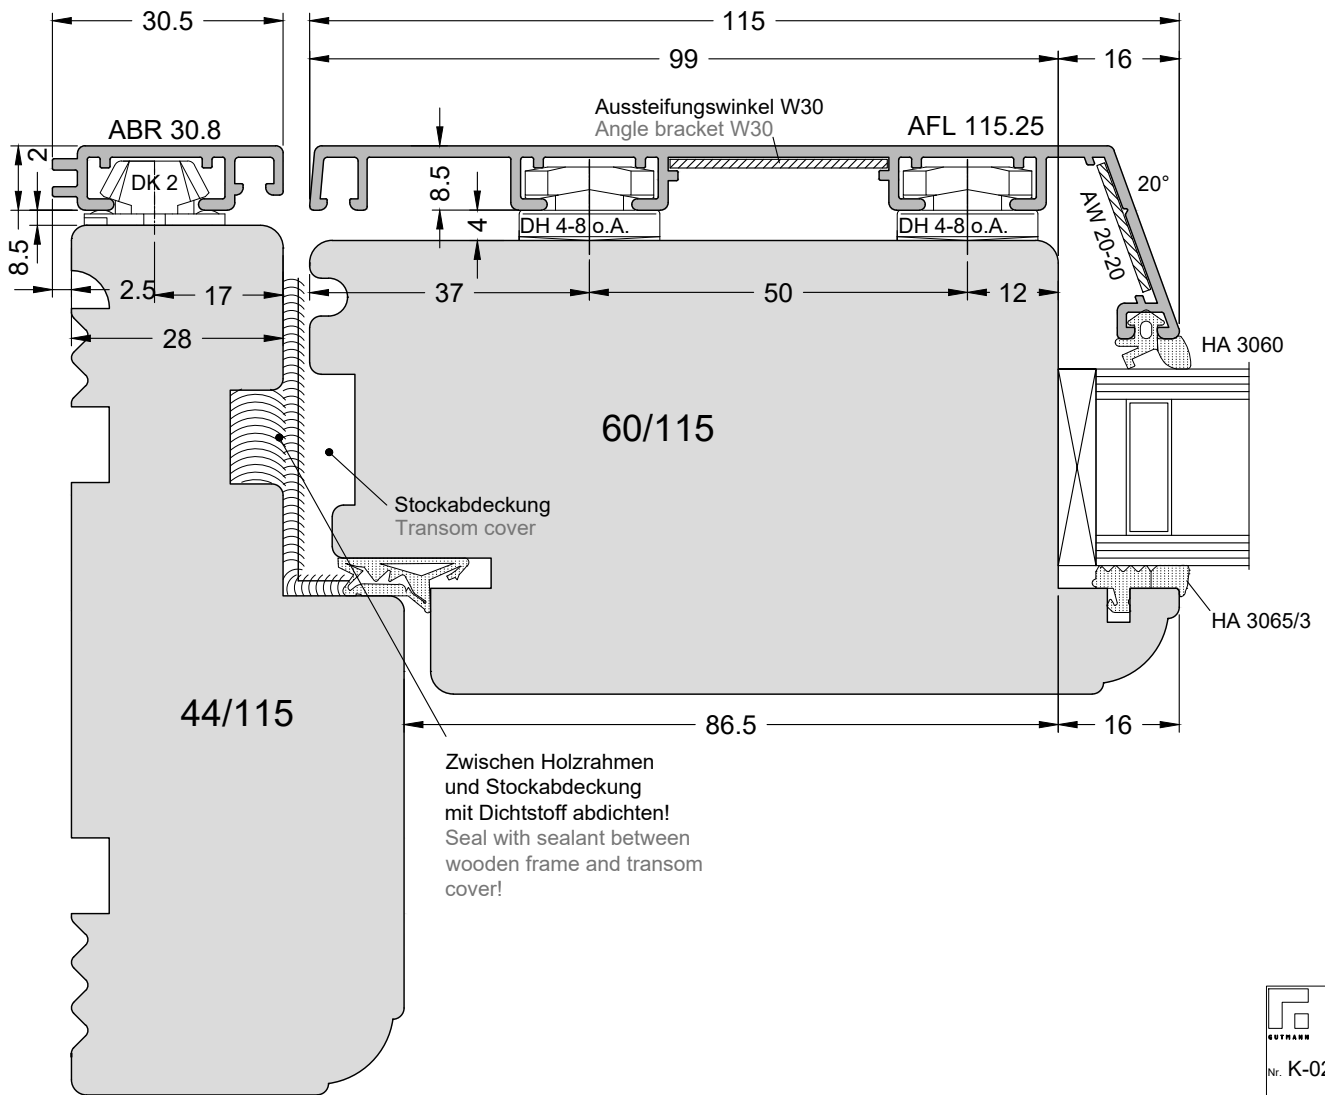 30.5
115
99
16
Aussteifungswinkel W30
Angle bracket W30
ABR 30.8
AFL 115.25
2
DK 2
8.5
8.5
4
DH 4-8 o.A.
DH 4-8 o.A.
20°
AW 20-20
2.5
17
37
50
12
28
HA 3060
60/115
Stockabdeckung
Transom cover
HA 3065/3
44/115
86.5
16
Zwischen Holzrahmen
und Stockabdeckung
mit Dichtstoff abdichten!
Seal with sealant between
wooden frame and transom
cover!
GUTMANN
Nr. K-02